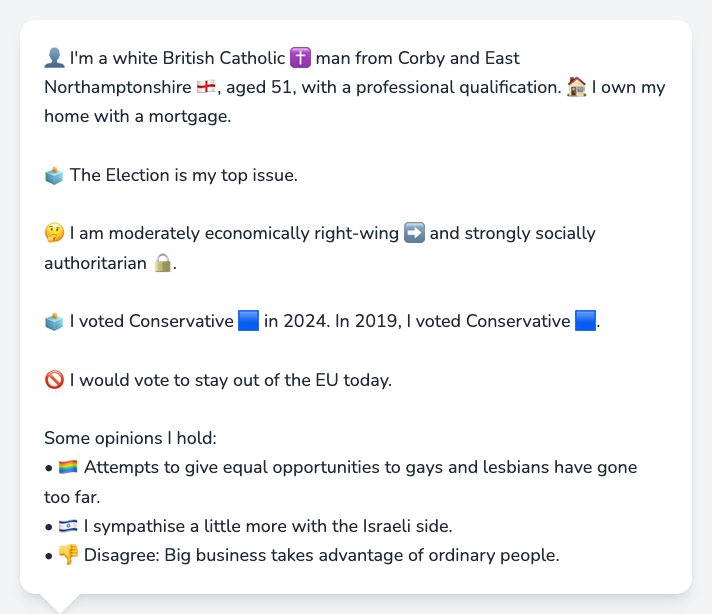 👤 I'm a white British Catholic ✝️ man from Corby and East
Northamptonshire 🏴󠁧󠁢󠁥󠁮󠁧󠁿, aged 51, with a professional qualification. 🏠 I own my
home with a mortgage.
🗳️ The Election is my top issue.
🤔 I am moderately economically right-wing ➡️ and strongly socially
authoritarian 🔒.
🗳️ I voted Conservative 🟦 in 2024. In 2019, I voted Conservative 🟦.
🚫 I would vote to stay out of the EU today.
Some opinions I hold:
• 🏳️‍🌈 Attempts to give equal opportunities to gays and lesbians have gone
too far.
• 🇮🇱 I sympathise a little more with the Israeli side.
• 👎 Disagree: Big business takes advantage of ordinary people.